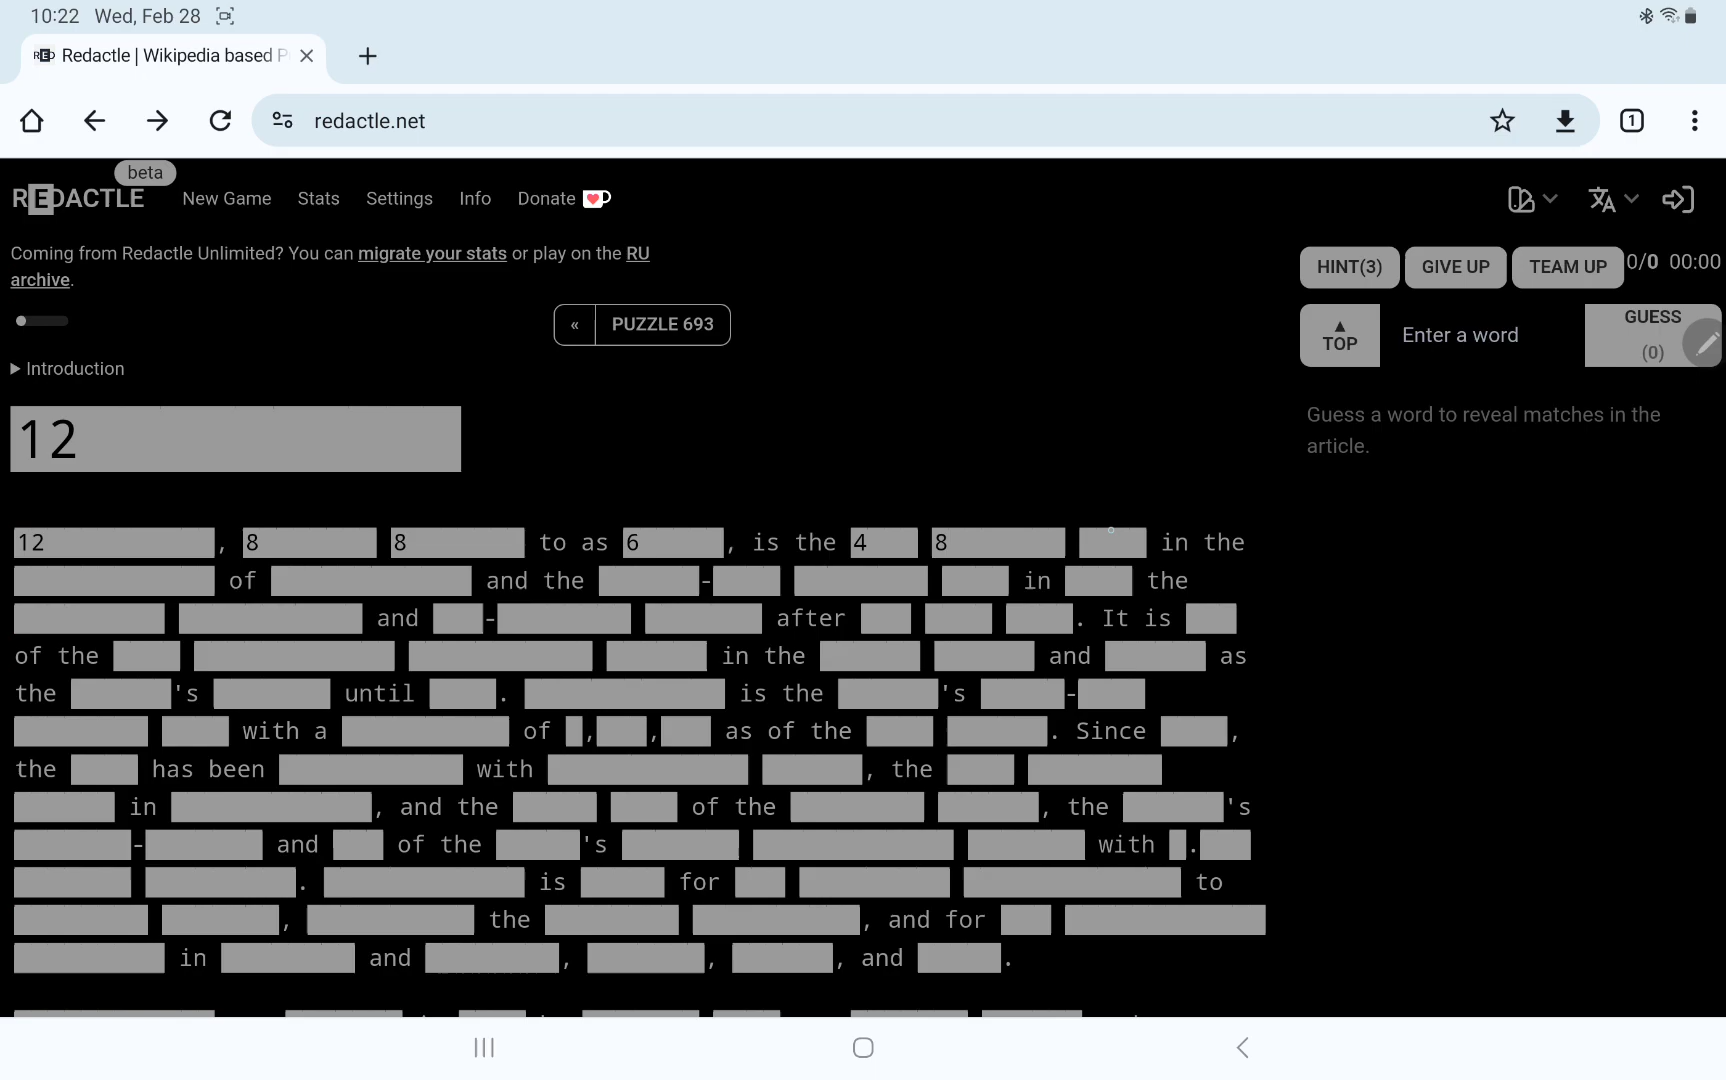 10:22 Wed, Feb 28
RED Redactle | Wikipedia based P
redactle.net
1
beta
REDACTLE New Game Stats Settings Info Donate
Coming from Redactle Unlimited? You can migrate your stats or play on the RU
archive.
HINT(3) GIVE UP TEAM UP 0/0 00:00
« PUZZLE 693
▲ TOP Enter a word GUESS (0)
▶ Introduction
Guess a word to reveal matches in the
article.
12
12 , 8 8 to as 6 , is the 4 8 in the
of and the - in the
and - after . It is
of the in the and as
the 's until . is the 's -
with a of , , as of the . Since ,
the has been with , the
in , and the of the , the 's
- and of the 's with .
. is for to
, the , and for
in and , , , and .